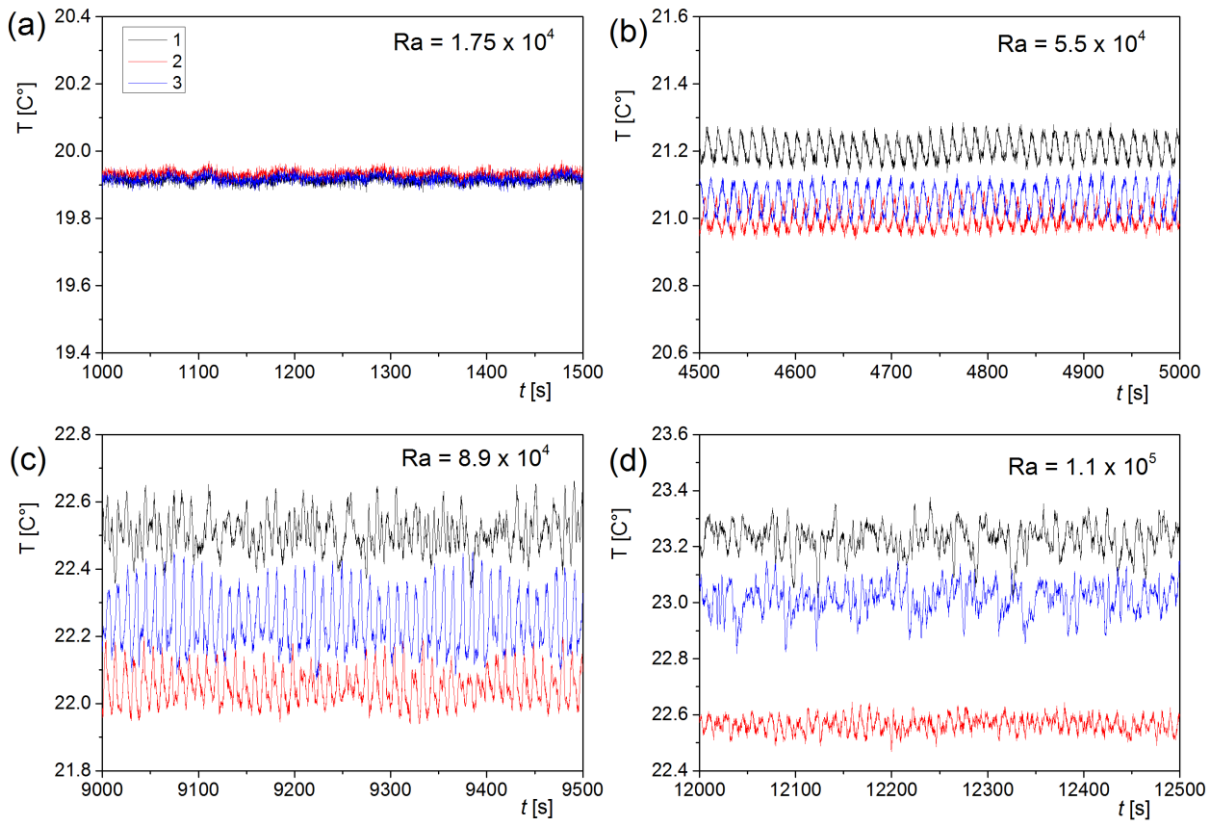 (a)
Ra = 1.75 x 10⁴
1
2
3
T [C°]
20.4
20.2
20.0
19.8
19.6
19.4
1000 1100 1200 1300 1400 1500
t [s]
(b)
Ra = 5.5 x 10⁴
T [C°]
21.6
21.4
21.2
21.0
20.8
20.6
4500 4600 4700 4800 4900 5000
t [s]
(c)
Ra = 8.9 x 10⁴
T [C°]
22.8
22.6
22.4
22.2
22.0
21.8
9000 9100 9200 9300 9400 9500
t [s]
(d)
Ra = 1.1 x 10⁵
T [C°]
23.6
23.4
23.2
23.0
22.8
22.6
22.4
12000 12100 12200 12300 12400 12500
t [s]